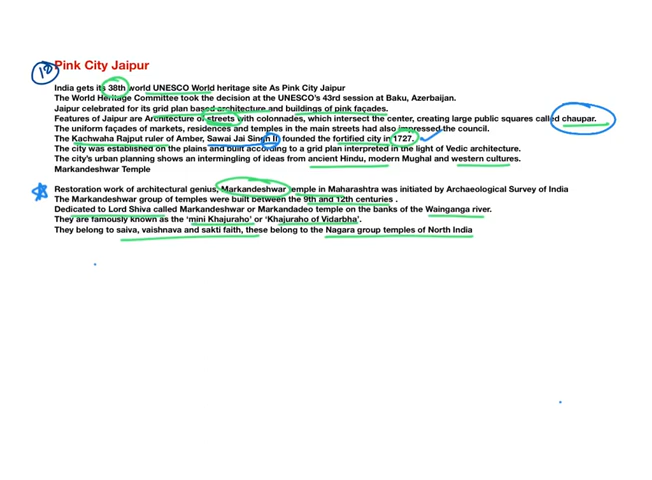 18 Pink City Jaipur
India gets its 38th world UNESCO World heritage site As Pink City Jaipur
The World Heritage Committee took the decision at the UNESCO's 43rd session at Baku, Azerbaijan.
Jaipur celebrated for its grid plan based architecture and buildings of pink façades.
Features of Jaipur are Architecture of streets with colonnades, which intersect the center, creating large public squares called chaupar.
The uniform façades of markets, residences and temples in the main streets had also impressed the council.
The Kachwaha Rajput ruler of Amber, Sawai Jai Singh II founded the fortified city in 1727.
The city was established on the plains and built according to a grid plan interpreted in the light of Vedic architecture.
The city's urban planning shows an intermingling of ideas from ancient Hindu, modern Mughal and western cultures.
Markandeshwar Temple
Restoration work of architectural genius, Markandeshwar temple in Maharashtra was initiated by Archaeological Survey of India
The Markandeshwar group of temples were built between the 9th and 12th centuries .
Dedicated to Lord Shiva called Markandeshwar or Markandadeo temple on the banks of the Wainganga river.
They are famously known as the 'mini Khajuraho' or 'Khajuraho of Vidarbha'.
They belong to saiva, vaishnava and sakti faith, these belong to the Nagara group temples of North India